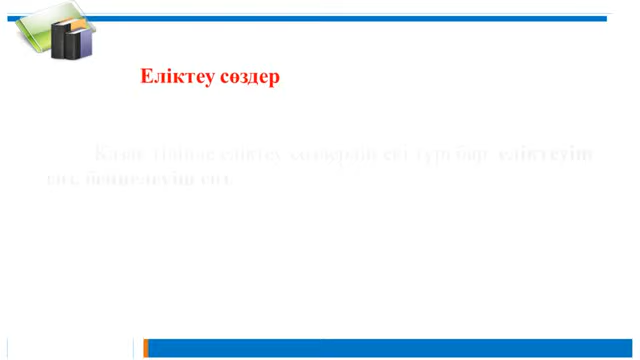 Еліктеу сөздер
Қазақ тілінде еліктеу сөздердің екі түрі бар: еліктеуіш
сөз, бейнелеуіш сөз.